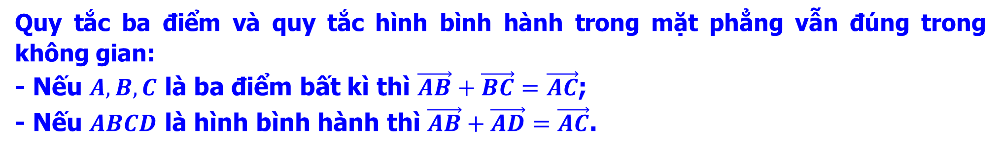 Quy tắc ba điểm và quy tắc hình bình hành trong mặt phẳng vẫn đúng trong
không gian:
- Nếu $A, B, C$ là ba điểm bất kì thì $\overrightarrow{AB} + \overrightarrow{BC} = \overrightarrow{AC}$;
- Nếu $ABCD$ là hình bình hành thì $\overrightarrow{AB} + \overrightarrow{AD} = \overrightarrow{AC}$.